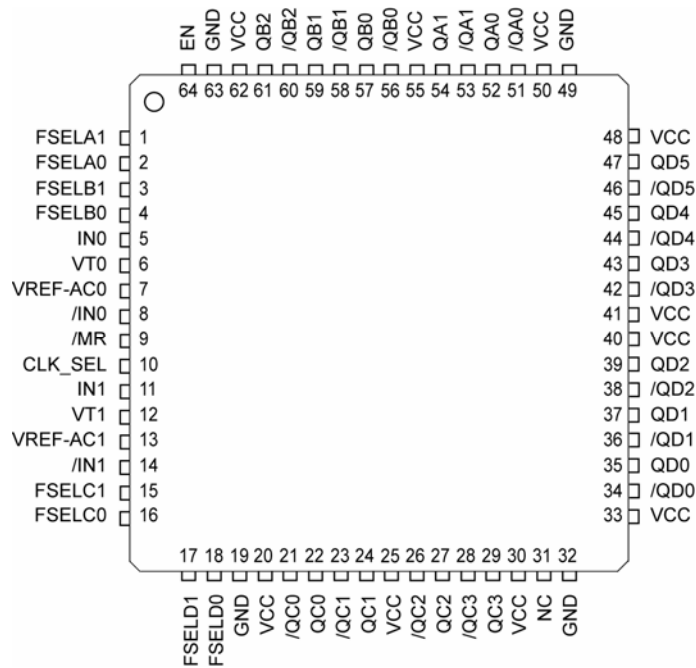 EN GND VCC QB2 /QB2 QB1 /QB1 QB0 /QB0 VCC QA1 /QA1 QA0 /QA0 VCC GND
64 63 62 61 60 59 58 57 56 55 54 53 52 51 50 49
FSELA1 1
FSELA0 2
FSELB1 3
FSELB0 4
IN0 5
VT0 6
VREF-AC0 7
/IN0 8
/MR 9
CLK_SEL 10
IN1 11
VT1 12
VREF-AC1 13
/IN1 14
FSELC1 15
FSELC0 16
48 VCC
47 QD5
46 /QD5
45 QD4
44 /QD4
43 QD3
42 /QD3
41 VCC
40 VCC
39 QD2
38 /QD2
37 QD1
36 /QD1
35 QD0
34 /QD0
33 VCC
17 18 19 20 21 22 23 24 25 26 27 28 29 30 31 32
FSELD1 FSELD0 GND VCC /QC0 QC0 /QC1 QC1 VCC /QC2 QC2 /QC3 QC3 VCC NC GND